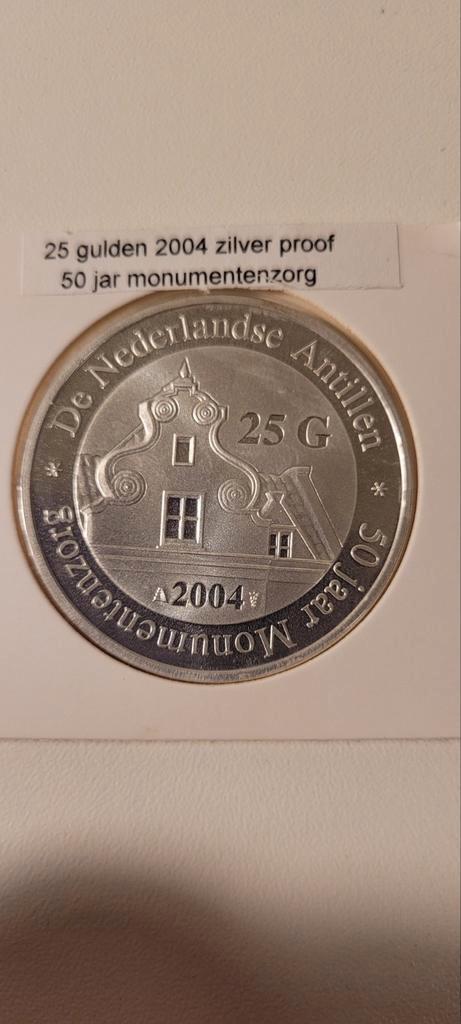 25 gulden 2004 zilver proof
50 jar monumentenzorg
De Nederlandse Antillen
25 G
2004
* 50 jaar Monumentenzorg *